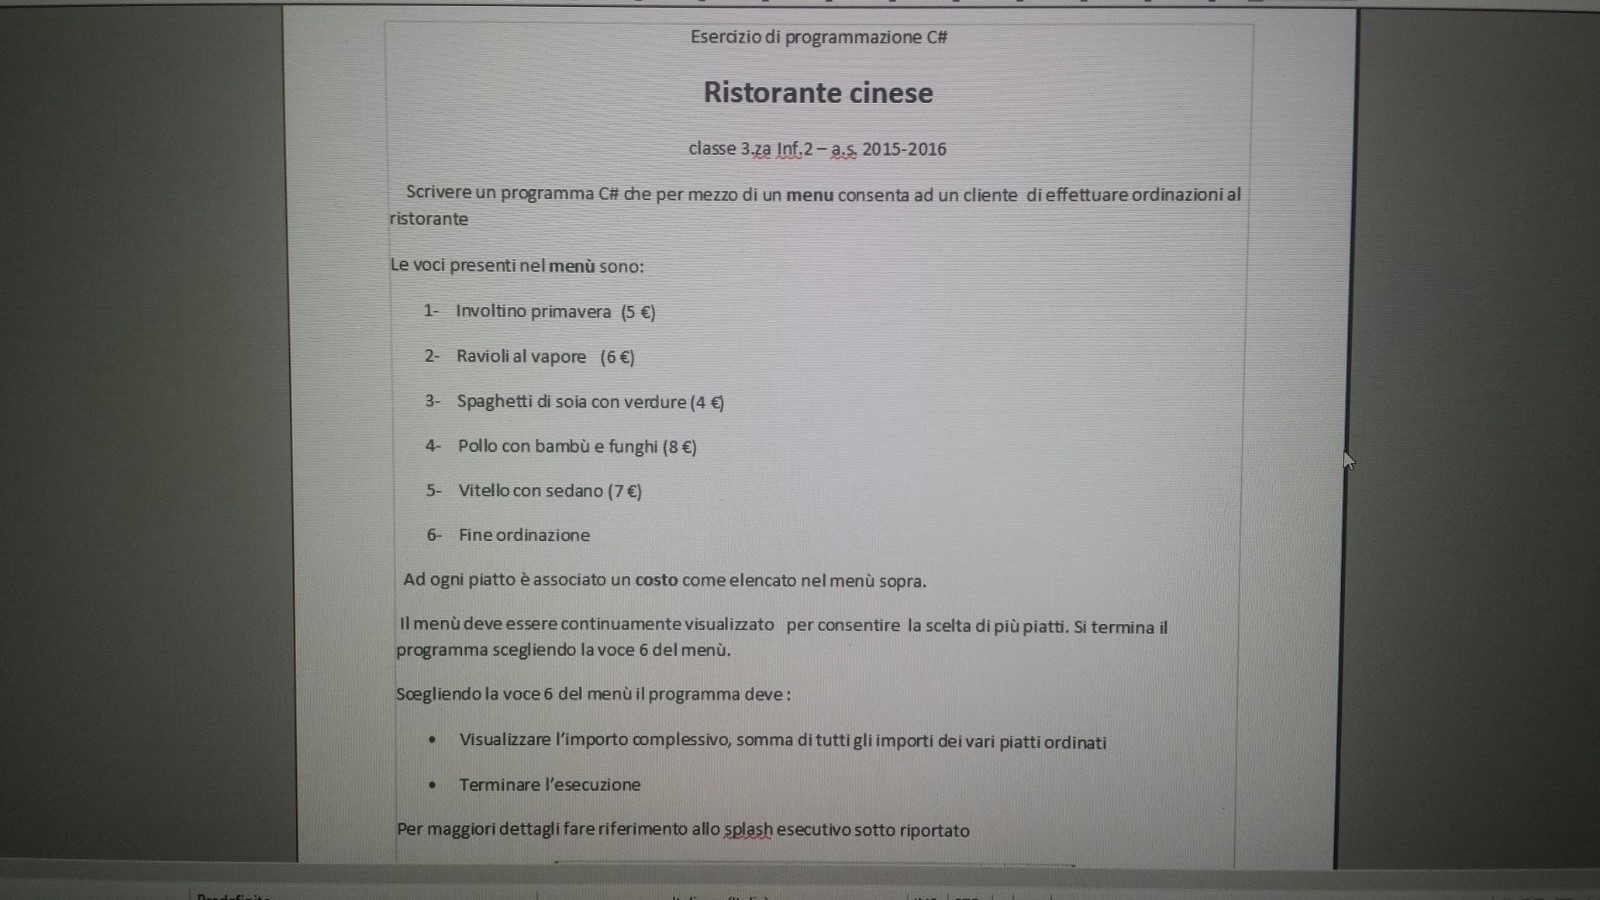 Esercizio di programmazione C#
Ristorante cinese
classe 3.za Inf.2 – a.s. 2015-2016
Scrivere un programma C# che per mezzo di un menu consenta ad un cliente di effettuare ordinazioni al
ristorante
Le voci presenti nel menù sono:
1- Involtino primavera (5 €)
2- Ravioli al vapore (6 €)
3- Spaghetti di soia con verdure (4 €)
4- Pollo con bambù e funghi (8 €)
5- Vitello con sedano (7 €)
6- Fine ordinazione
Ad ogni piatto è associato un costo come elencato nel menù sopra.
Il menù deve essere continuamente visualizzato per consentire la scelta di più piatti. Si termina il
programma scegliendo la voce 6 del menù.
Scegliendo la voce 6 del menù il programma deve :
• Visualizzare l'importo complessivo, somma di tutti gli importi dei vari piatti ordinati
• Terminare l'esecuzione
Per maggiori dettagli fare riferimento allo splash esecutivo sotto riportato